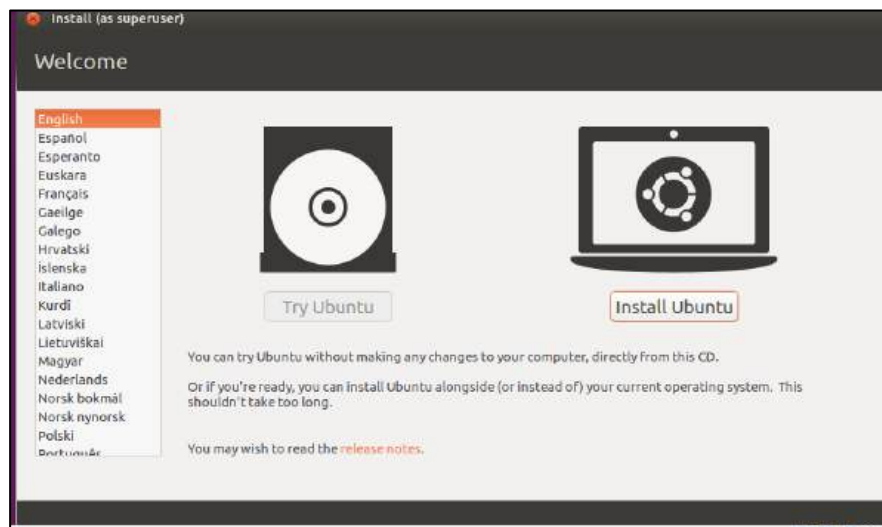 Install (as superuser)
Welcome
English
Español
Esperanto
Euskara
Français
Gaeilge
Galego
Hrvatski
Íslenska
Italiano
Kurdî
Latviski
Lietuviškai
Magyar
Nederlands
Norsk bokmål
Norsk nynorsk
Polski
Português
Try Ubuntu
Install Ubuntu
You can try Ubuntu without making any changes to your computer, directly from this CD.
Or if you're ready, you can install Ubuntu alongside (or instead of) your current operating system. This
shouldn't take too long.
You may wish to read the release notes.